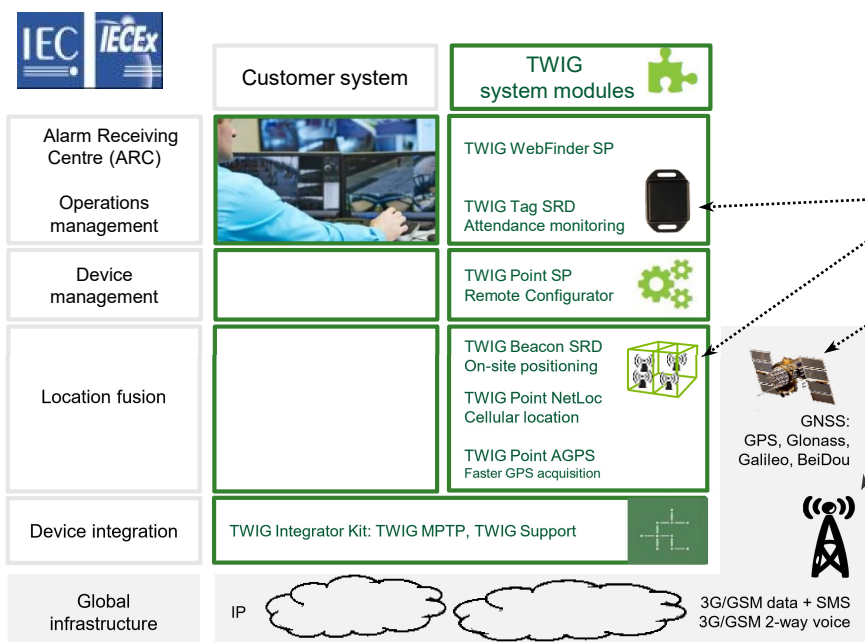 IEC
IECEx
Customer system
TWIG
system modules
Alarm Receiving
Centre (ARC)
Operations
management
TWIG WebFinder SP
TWIG Tag SRD
Attendance monitoring
Device
management
TWIG Point SP
Remote Configurator
Location fusion
TWIG Beacon SRD
On-site positioning
TWIG Point NetLoc
Cellular location
TWIG Point AGPS
Faster GPS acquisition
GNSS:
GPS, Glonass,
Galileo, BeiDou
Device integration
TWIG Integrator Kit: TWIG MPTP, TWIG Support
Global
infrastructure
IP
3G/GSM data + SMS
3G/GSM 2-way voice